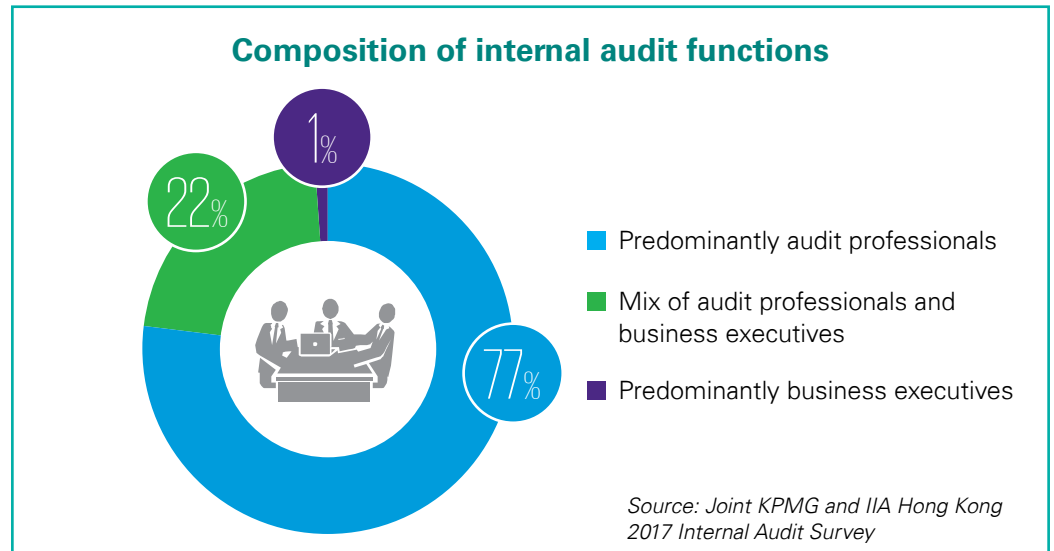 Composition of internal audit functions
1%
22%
77%
Predominantly audit professionals
Mix of audit professionals and
business executives
Predominantly business executives
Source: Joint KPMG and IIA Hong Kong
2017 Internal Audit Survey